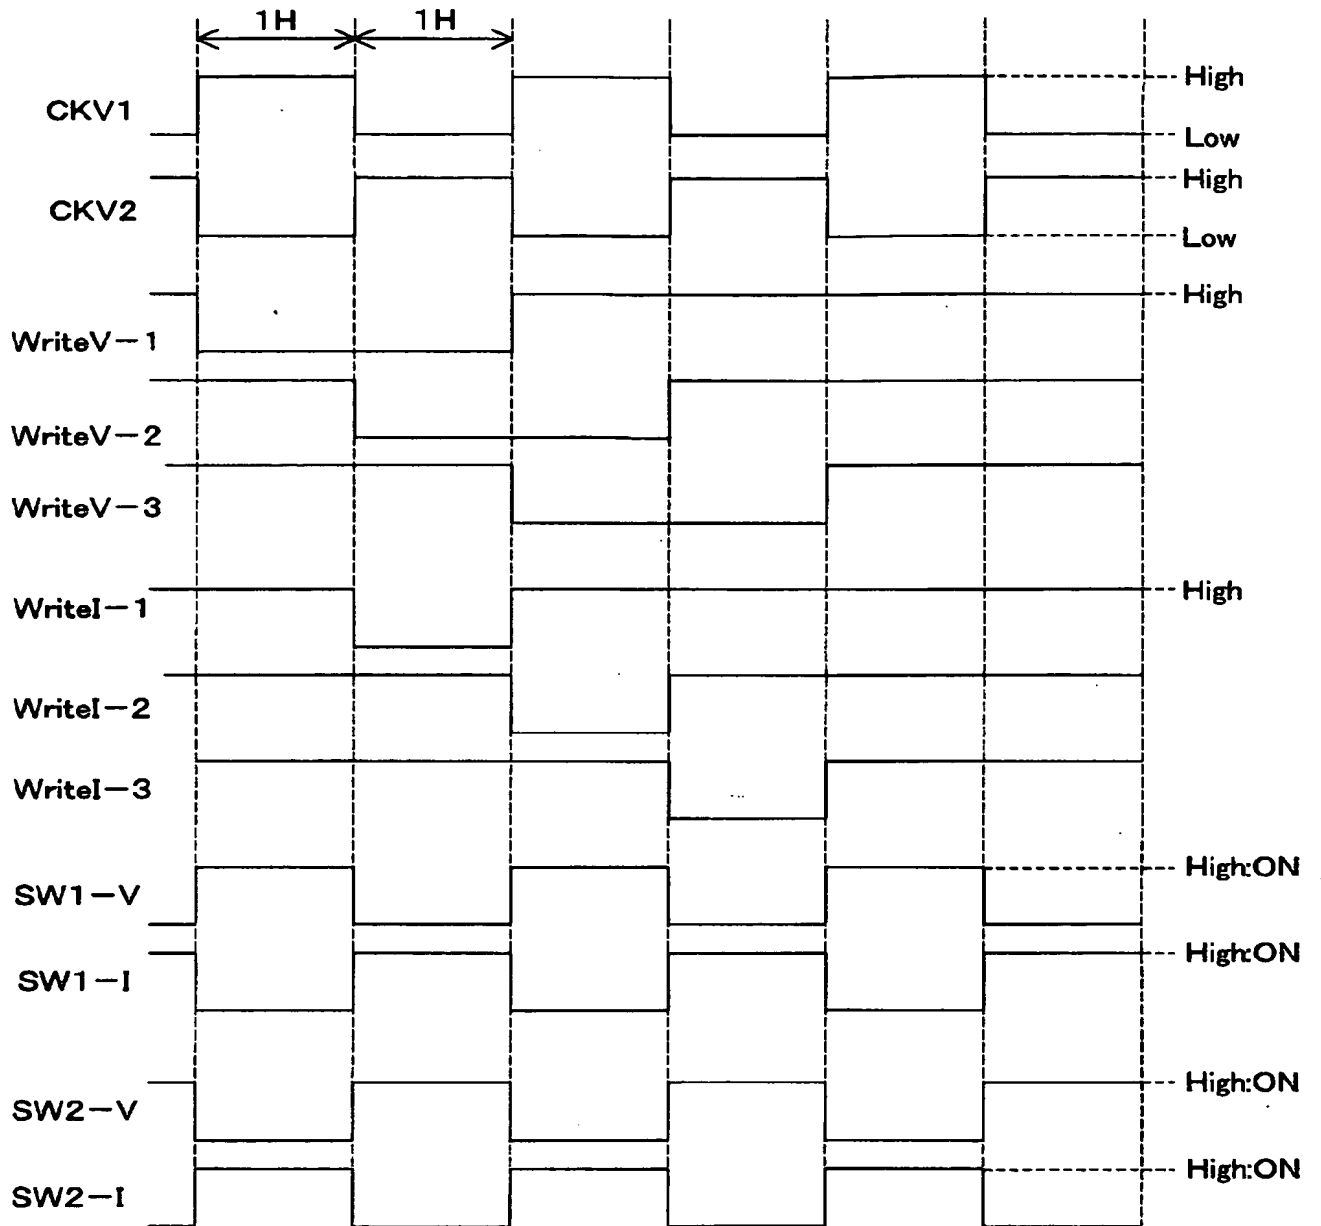 1H 1H
High
CKV1
Low
High
CKV2
Low
High
WriteV-1
WriteV-2
WriteV-3
High
WriteI-1
WriteI-2
WriteI-3
High:ON
SW1-V
High:ON
SW1-I
High:ON
SW2-V
High:ON
SW2-I